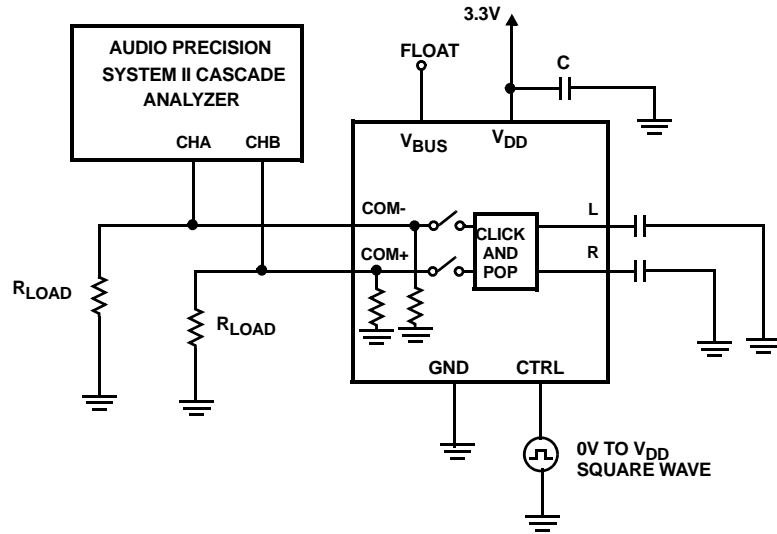 AUDIO PRECISION
SYSTEM II CASCADE
ANALYZER
CHA CHB
3.3V
FLOAT
C
VBUS VDD
COM-
COM+
CLICK
AND
POP
L
R
RLOAD
RLOAD
GND CTRL
0V TO VDD
SQUARE WAVE